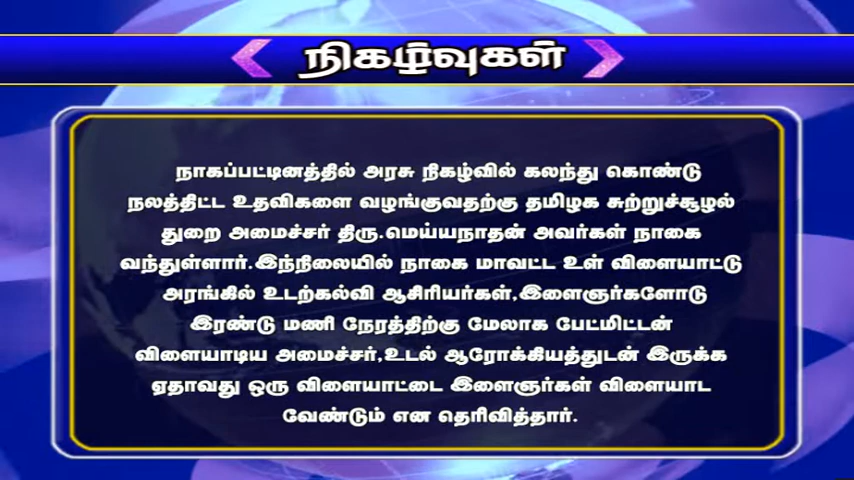 நிகழ்வுகள்
நாகப்பட்டினத்தில் அரசு நிகழ்வில் கலந்து கொண்டு
நலத்திட்ட உதவிகளை வழங்குவதற்கு தமிழக சுற்றுச்சூழல்
துறை அமைச்சர் திரு.மெய்யநாதன் அவர்கள் நாகை
வந்துள்ளார்.இந்நிலையில் நாகை மாவட்ட உள் விளையாட்டு
அரங்கில் உடற்கல்வி ஆசிரியர்கள்,இளைஞர்களோடு
இரண்டு மணி நேரத்திற்கு மேலாக பேட்மிட்டன்
விளையாடிய அமைச்சர்,உடல் ஆரோக்கியத்துடன் இருக்க
ஏதாவது ஒரு விளையாட்டை இளைஞர்கள் விளையாட
வேண்டும் என தெரிவித்தார்.